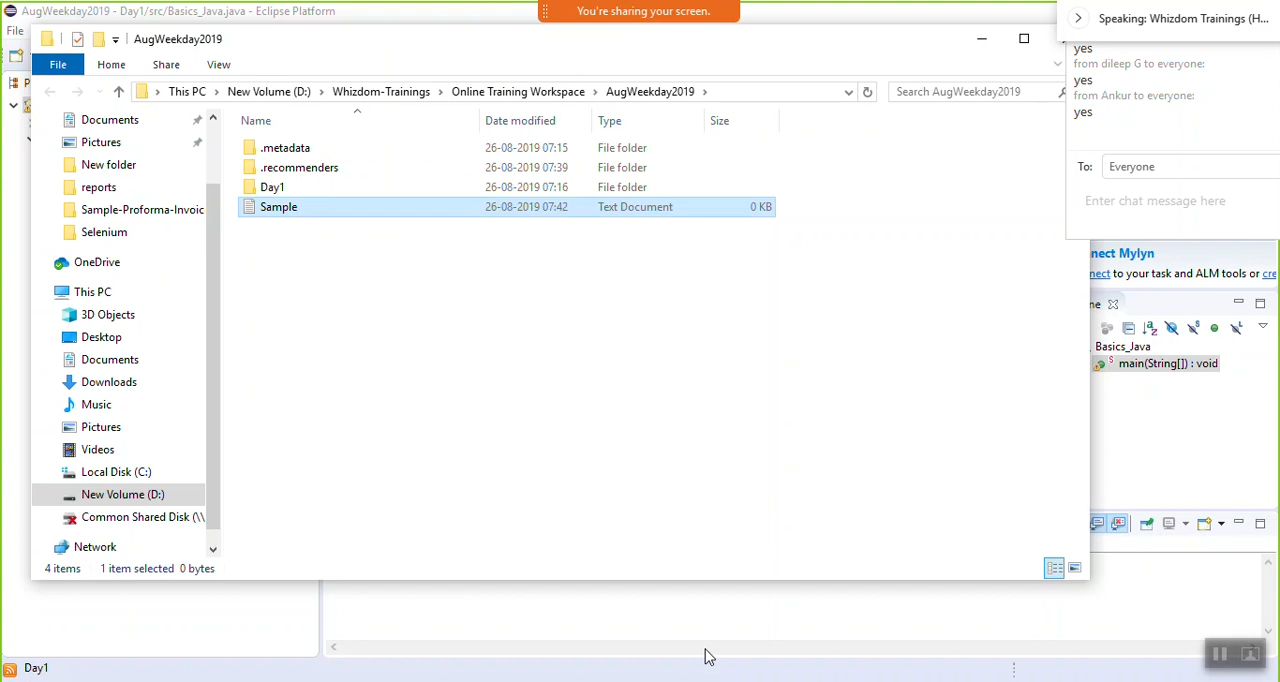 AugWeekday2019 - Day1/src/Basics_Java.java - Eclipse Platform
You're sharing your screen.
Speaking: Whizdom Trainings (H...
File
AugWeekday2019
yes
from dileep G to everyone:
yes
from Ankur to everyone:
yes
File Home Share View
This PC > New Volume (D:) > Whizdom-Trainings > Online Training Workspace > AugWeekday2019 >
Search AugWeekday2019
Name Date modified Type Size
.metadata 26-08-2019 07:15 File folder
.recommenders 26-08-2019 07:39 File folder
Day1 26-08-2019 07:16 File folder
Sample 26-08-2019 07:42 Text Document 0 KB
Documents
Pictures
New folder
reports
Sample-Proforma-Invoic
Selenium
OneDrive
This PC
3D Objects
Desktop
Documents
Downloads
Music
Pictures
Videos
Local Disk (C:)
New Volume (D:)
Common Shared Disk (\\
Network
4 items 1 item selected 0 bytes
To: Everyone
Enter chat message here
nect Mylyn
nect to your task and ALM tools or cre
ne
Basics_Java
main(String[]) : void
Day1